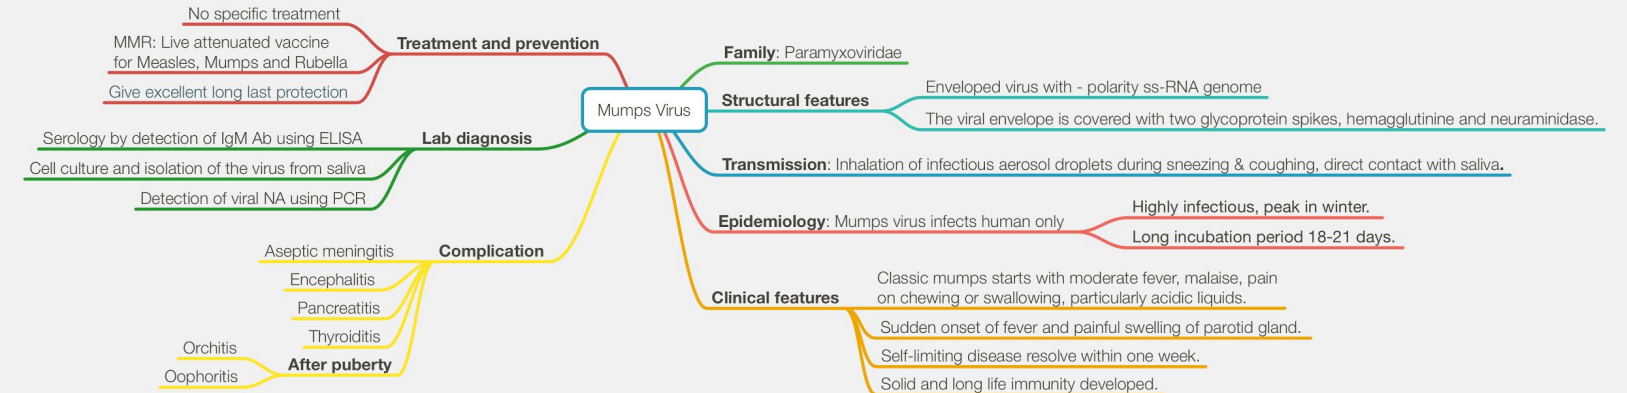 Mumps Virus
Treatment and prevention
No specific treatment
MMR: Live attenuated vaccine
for Measles, Mumps and Rubella
Give excellent long last protection
Lab diagnosis
Serology by detection of IgM Ab using ELISA
Cell culture and isolation of the virus from saliva
Detection of viral NA using PCR
Complication
Aseptic meningitis
Encephalitis
Pancreatitis
Thyroiditis
After puberty
Orchitis
Oophoritis
Family: Paramyxoviridae
Structural features
Enveloped virus with - polarity ss-RNA genome
The viral envelope is covered with two glycoprotein spikes, hemagglutinine and neuraminidase.
Transmission: Inhalation of infectious aerosol droplets during sneezing & coughing, direct contact with saliva.
Epidemiology: Mumps virus infects human only
Highly infectious, peak in winter.
Long incubation period 18-21 days.
Clinical features
Classic mumps starts with moderate fever, malaise, pain
on chewing or swallowing, particularly acidic liquids.
Sudden onset of fever and painful swelling of parotid gland.
Self-limiting disease resolve within one week.
Solid and long life immunity developed.